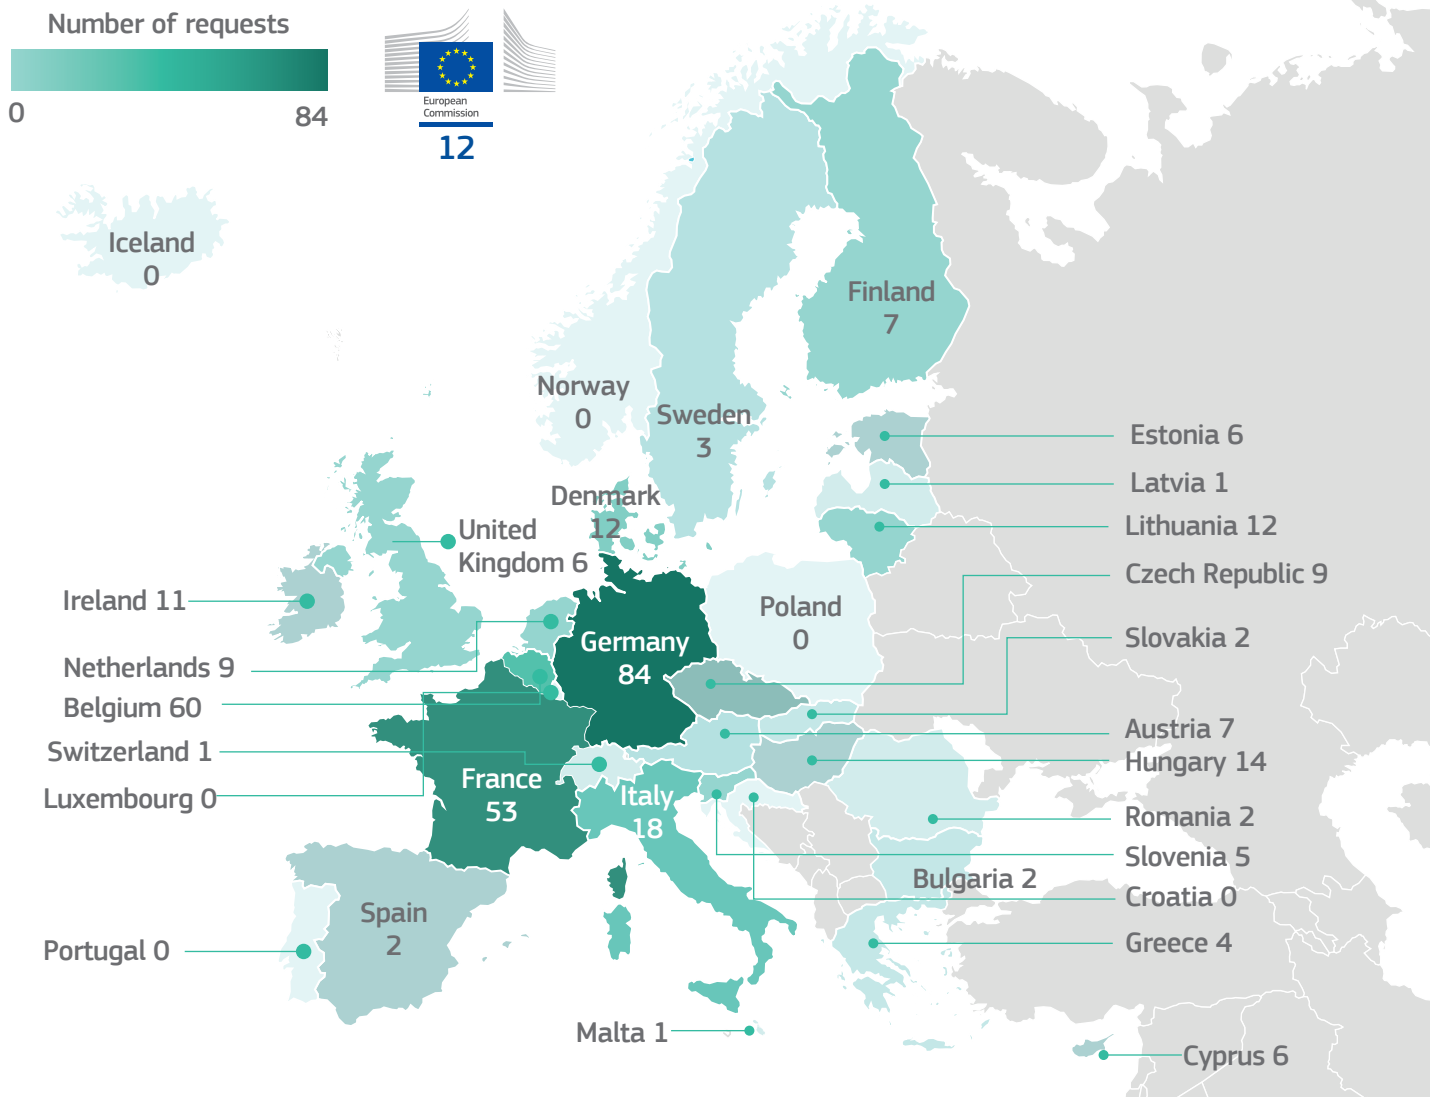 Number of requests
0
84
European
Commission
12
Iceland
0
Finland
7
Norway
0
Sweden
3
Estonia 6
Latvia 1
Denmark
12
Lithuania 12
United
Kingdom 6
Czech Republic 9
Ireland 11
Poland
0
Germany
84
Slovakia 2
Netherlands 9
Belgium 60
Austria 7
Switzerland 1
Hungary 14
France
53
Italy
18
Luxembourg 0
Romania 2
Slovenia 5
Bulgaria 2
Croatia 0
Spain
2
Greece 4
Portugal 0
Malta 1
Cyprus 6